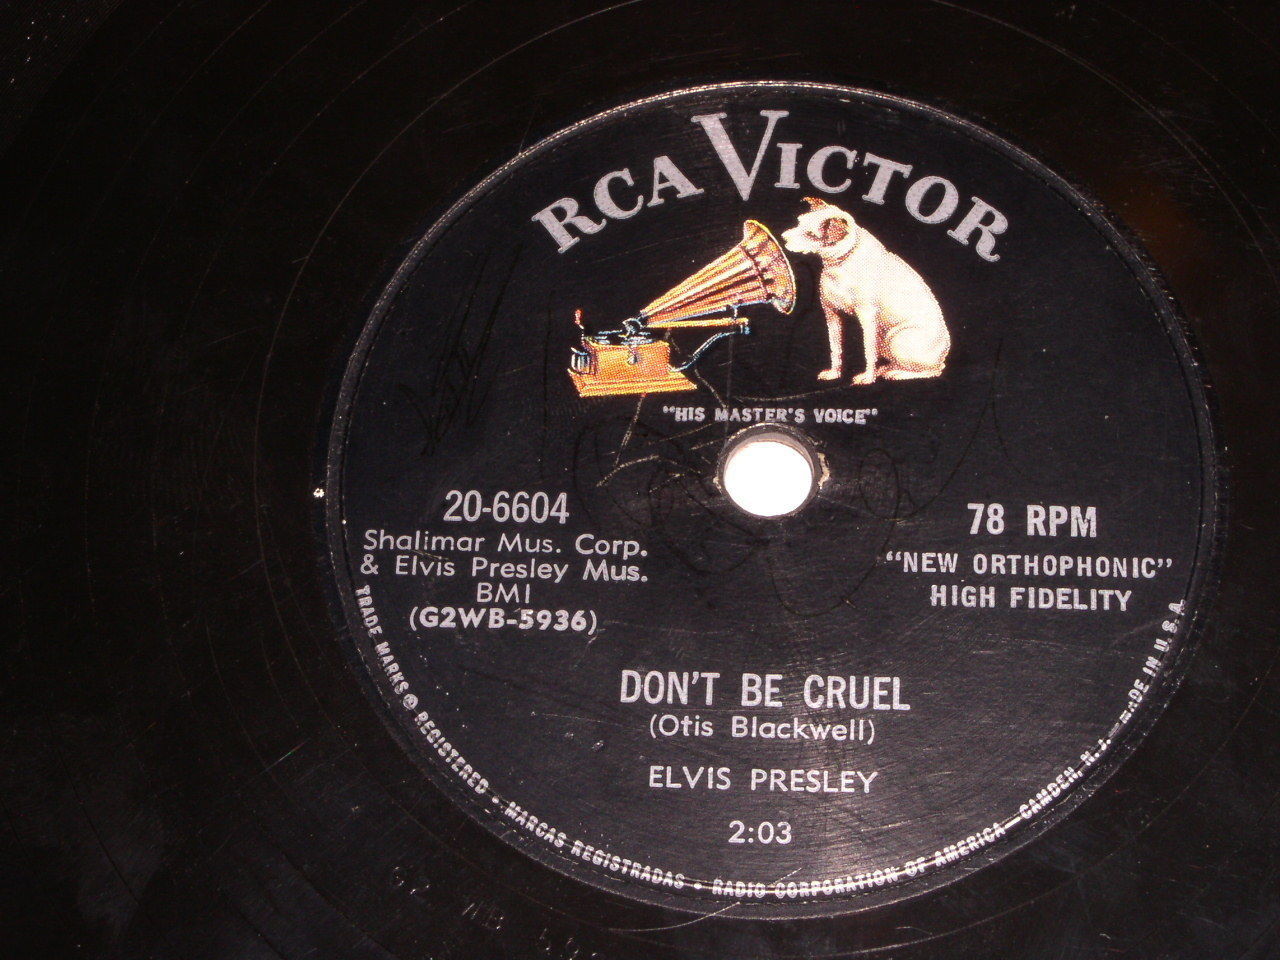 RCA VICTOR
"HIS MASTER'S VOICE"
20-6604
Shalimar Mus. Corp.
& Elvis Presley Mus.
BMI
(G2WB-5936)
78 RPM
"NEW ORTHOPHONIC"
HIGH FIDELITY
DON'T BE CRUEL
(Otis Blackwell)
ELVIS PRESLEY
2:03
TRADE MARKS ® REGISTERED • MARCAS REGISTRADAS • RADIO CORPORATION OF AMERICA—CAMDEN, N.J.—MADE IN U.S.A.